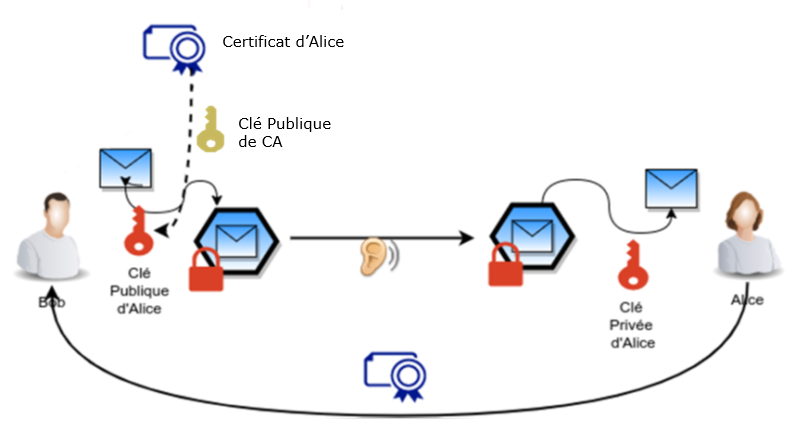 Certificat d’Alice
Clé Publique
de CA
Bob
Clé
Publique
d'Alice
Clé
Privée
d'Alice
Alice